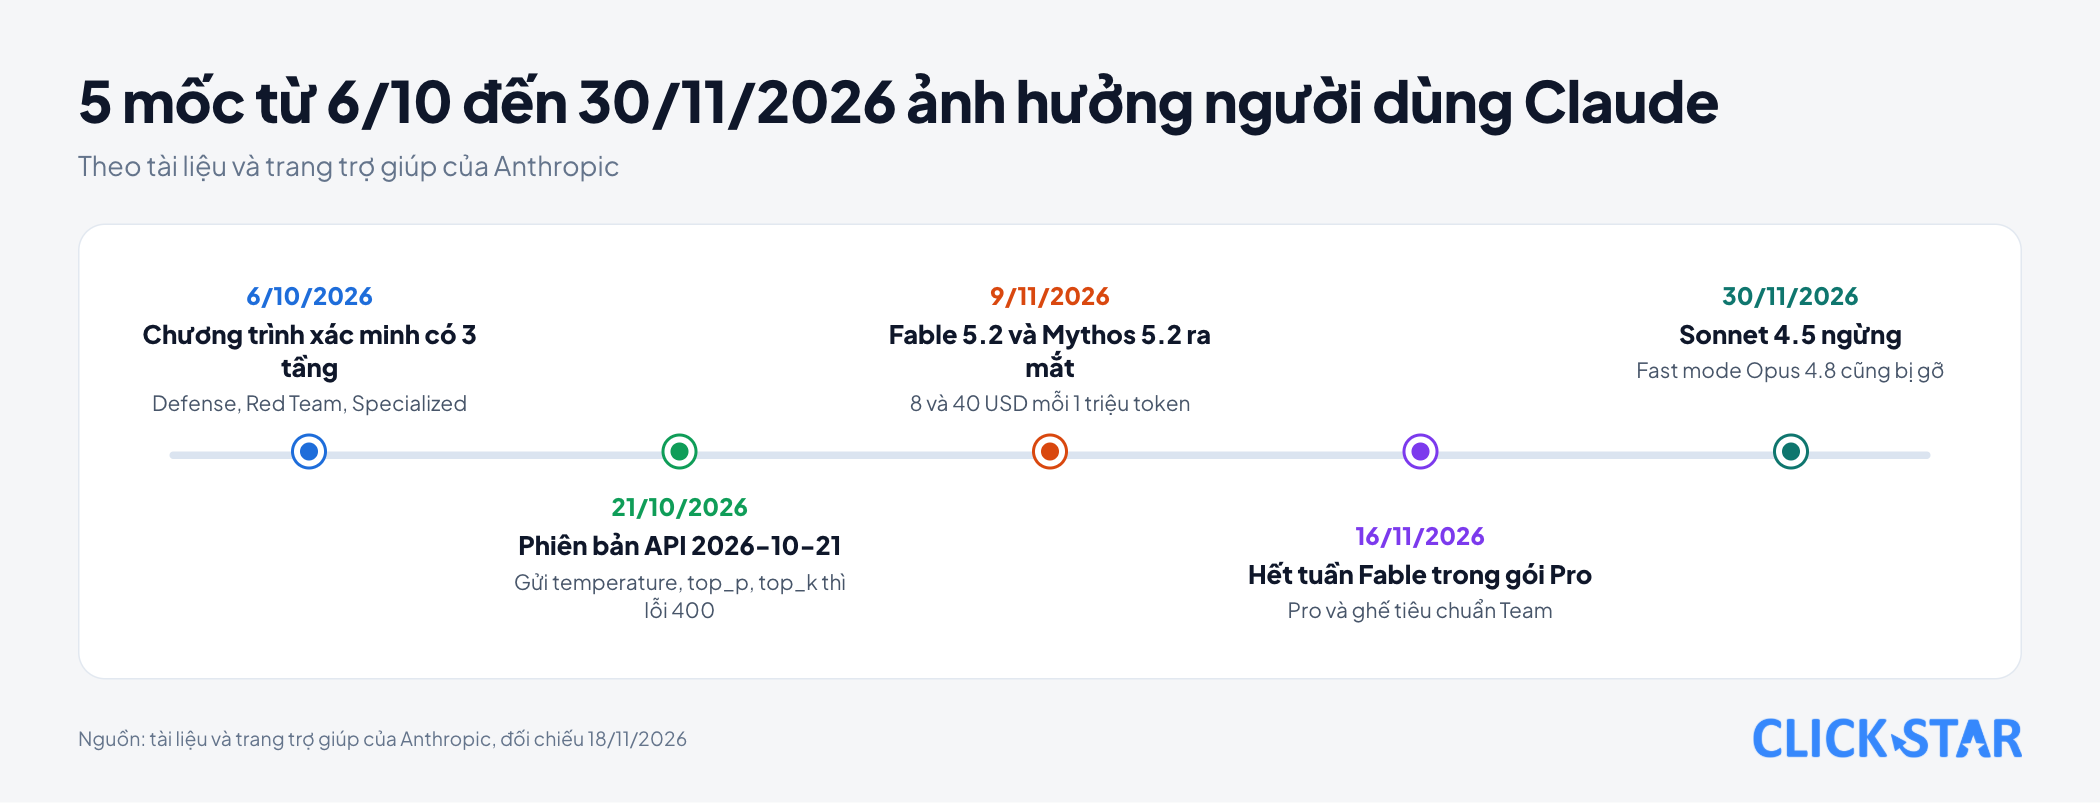 5 mốc từ 6/10 đến 30/11/2026 ảnh hưởng người dùng Claude
Theo tài liệu và trang trợ giúp của Anthropic
6/10/2026
Chương trình xác minh có 3
tầng
Defense, Red Team, Specialized
21/10/2026
Phiên bản API 2026-10-21
Gửi temperature, top_p, top_k thì
lỗi 400
9/11/2026
Fable 5.2 và Mythos 5.2 ra
mắt
8 và 40 USD mỗi 1 triệu token
16/11/2026
Hết tuần Fable trong gói Pro
Pro và ghế tiêu chuẩn Team
30/11/2026
Sonnet 4.5 ngừng
Fast mode Opus 4.8 cũng bị gỡ
Nguồn: tài liệu và trang trợ giúp của Anthropic, đối chiếu 18/11/2026
CLICK STAR